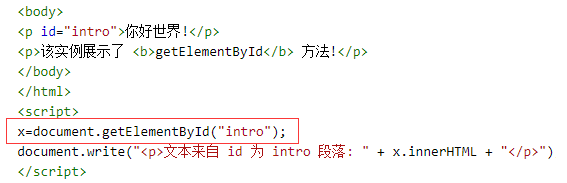 <body>
<p id="intro">你好世界!</p>
<p>该实例展示了 <b>getElementById</b> 方法!</p>
</body>
</html>
<script>
x=document.getElementById("intro");
document.write("<p>文本来自 id 为 intro 段落: " + x.innerHTML + "</p>")
</script>